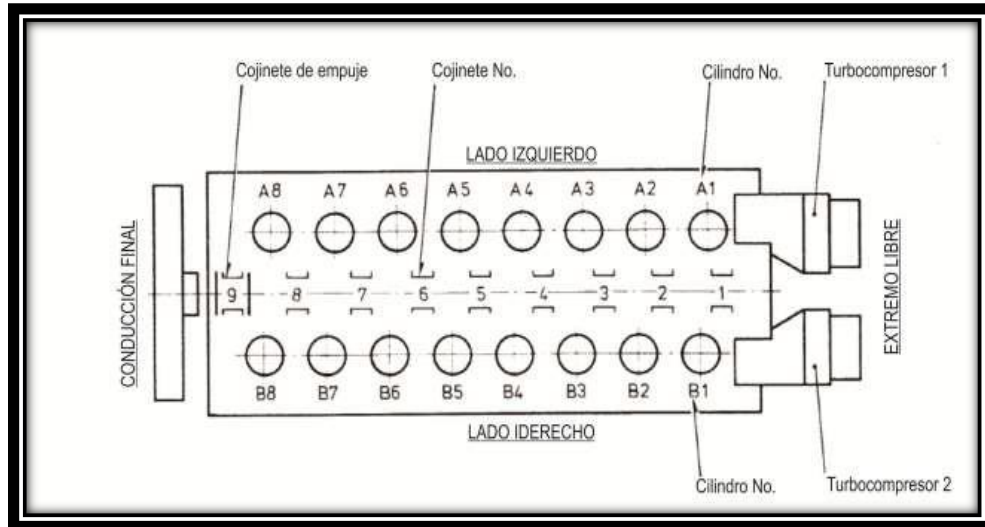 Cojinete de empuje
Cojinete No.
Cilindro No.
Turbocompresor 1
LADO IZQUIERDO
A8 A7 A6 A5 A4 A3 A2 A1
CONDUCCIÓN FINAL
9 8 7 6 5 4 3 2 1
EXTREMO LIBRE
B8 B7 B6 B5 B4 B3 B2 B1
LADO IDERECHO
Cilindro No.
Turbocompresor 2